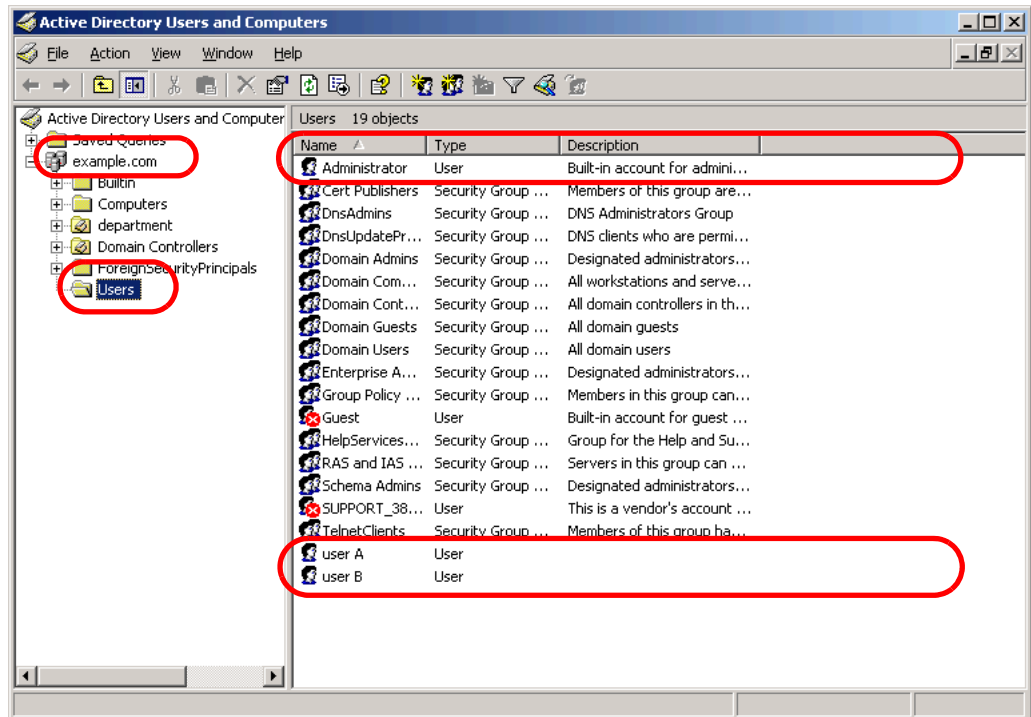 Active Directory Users and Computers
File Action View Window Help
Active Directory Users and Computer
Users 19 objects
Saved Queries
example.com
Builtin
Computers
department
Domain Controllers
ForeignSecurityPrincipals
Users
Name Type Description
Administrator User Built-in account for admini...
Cert Publishers Security Group ... Members of this group are...
DnsAdmins Security Group ... DNS Administrators Group
DnsUpdatePr... Security Group ... DNS clients who are permi...
Domain Admins Security Group ... Designated administrators...
Domain Com... Security Group ... All workstations and serve...
Domain Cont... Security Group ... All domain controllers in th...
Domain Guests Security Group ... All domain guests
Domain Users Security Group ... All domain users
Enterprise A... Security Group ... Designated administrators...
Group Policy ... Security Group ... Members in this group can...
Guest User Built-in account for guest ...
HelpServices... Security Group ... Group for the Help and Su...
RAS and IAS ... Security Group ... Servers in this group can ...
Schema Admins Security Group ... Designated administrators...
SUPPORT_38... User This is a vendor's account ...
TelnetClients Security Group ... Members of this group ha...
user A User
user B User